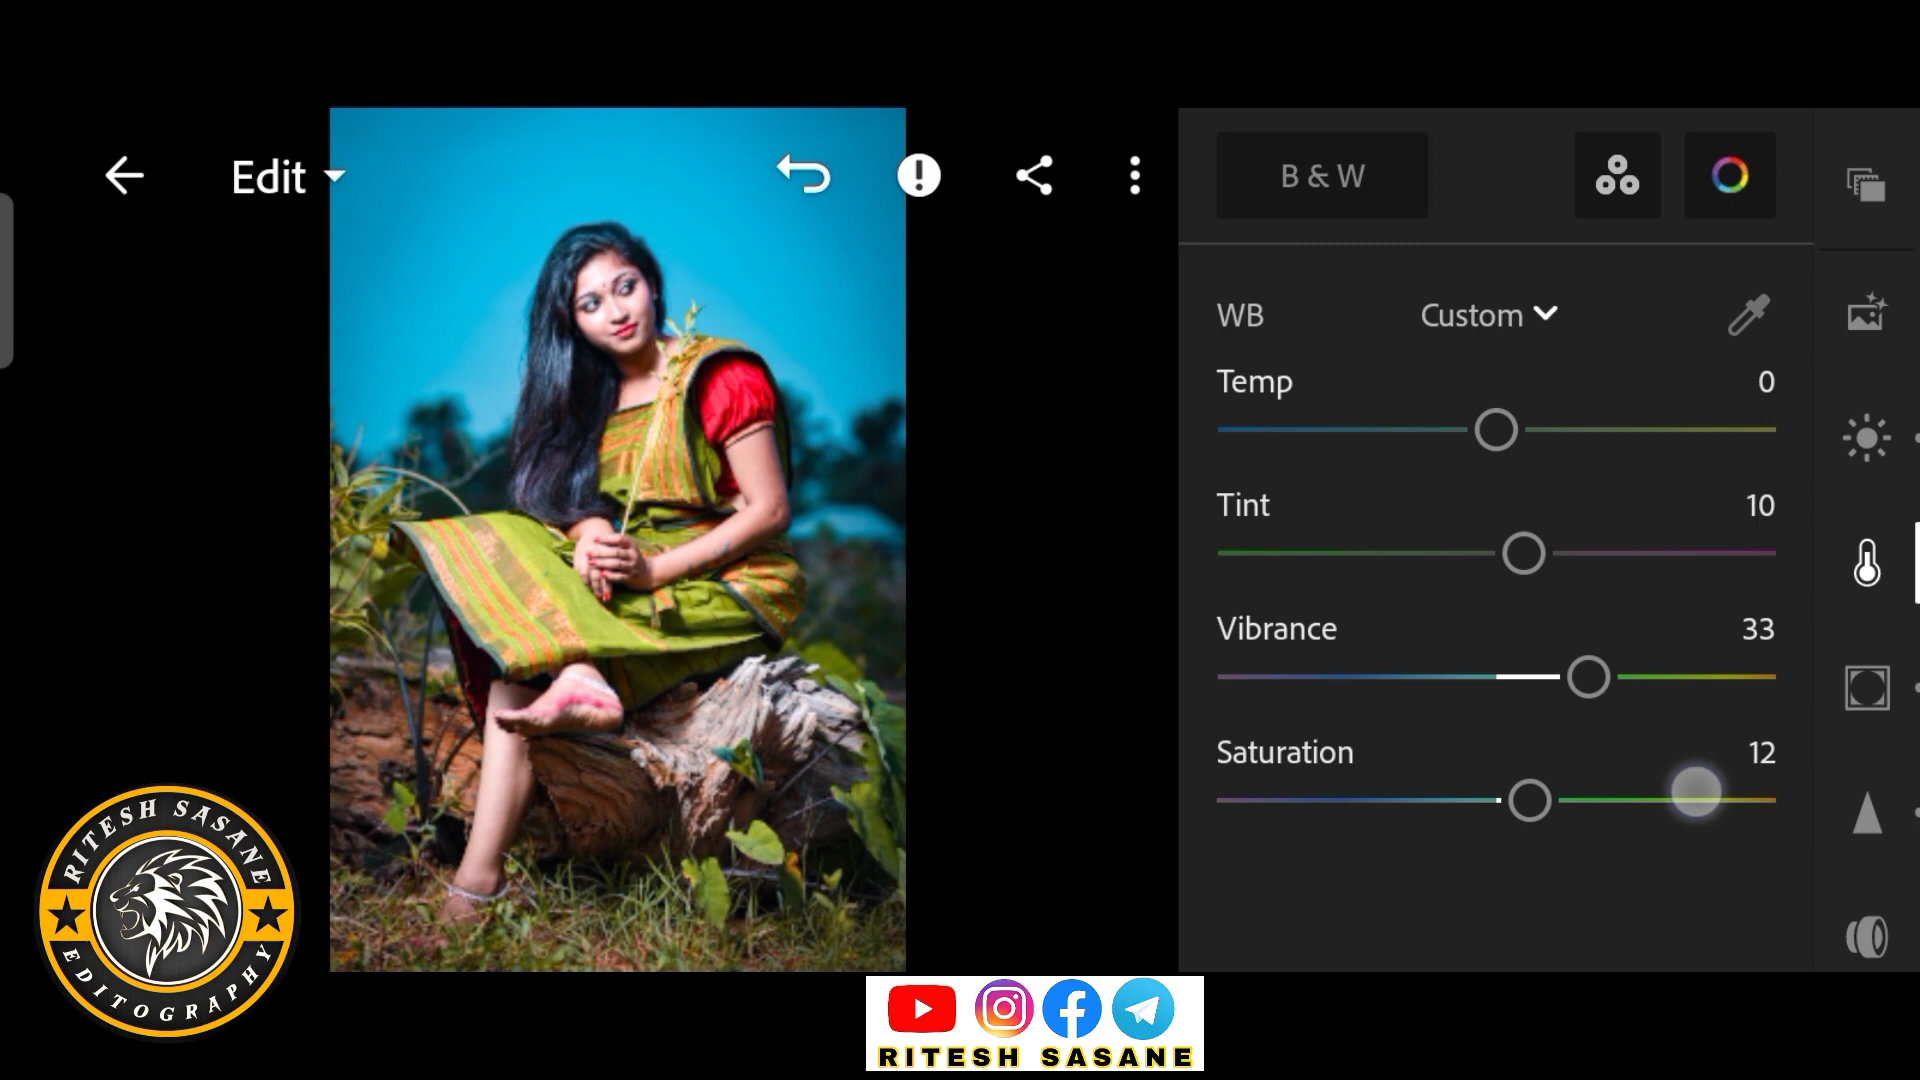 Edit
B & W
WB Custom
Temp 0
Tint 10
Vibrance 33
Saturation 12
RITESH SASANE
EDITOGRAPHY
RITESH SASANE